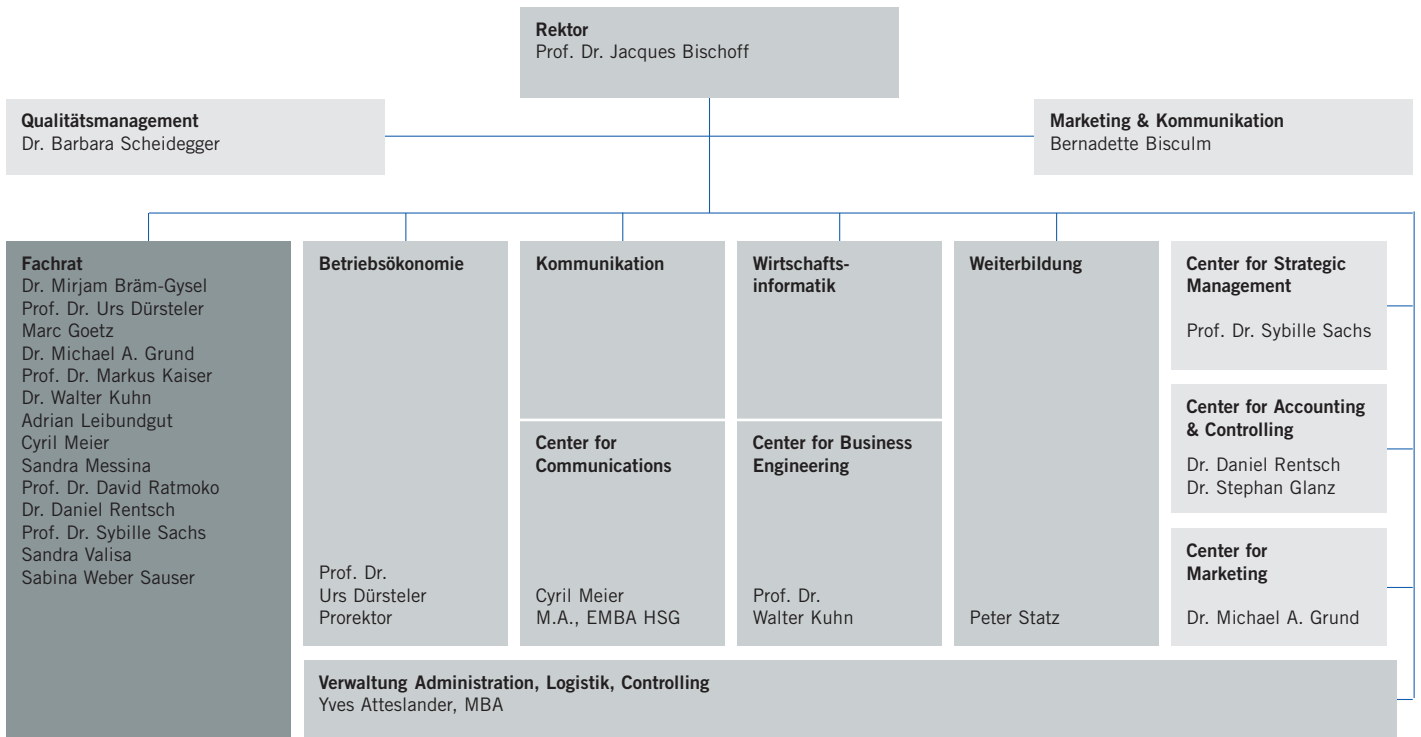 Rektor
Prof. Dr. Jacques Bischoff
Qualitätsmanagement
Dr. Barbara Scheidegger
Marketing & Kommunikation
Bernadette Bisculm
Fachrat
Dr. Mirjam Bräm-Gysel
Prof. Dr. Urs Dürsteler
Marc Goetz
Dr. Michael A. Grund
Prof. Dr. Markus Kaiser
Dr. Walter Kuhn
Adrian Leibundgut
Cyril Meier
Sandra Messina
Prof. Dr. David Ratmoko
Dr. Daniel Rentsch
Prof. Dr. Sybille Sachs
Sandra Valisa
Sabina Weber Sauser
Betriebsökonomie
Prof. Dr.
Urs Dürsteler
Prorektor
Kommunikation
Center for
Communications
Cyril Meier
M.A., EMBA HSG
Wirtschafts-
informatik
Center for Business
Engineering
Prof. Dr.
Walter Kuhn
Weiterbildung
Peter Statz
Center for Strategic
Management
Prof. Dr. Sybille Sachs
Center for Accounting
& Controlling
Dr. Daniel Rentsch
Dr. Stephan Glanz
Center for
Marketing
Dr. Michael A. Grund
Verwaltung Administration, Logistik, Controlling
Yves Atteslander, MBA